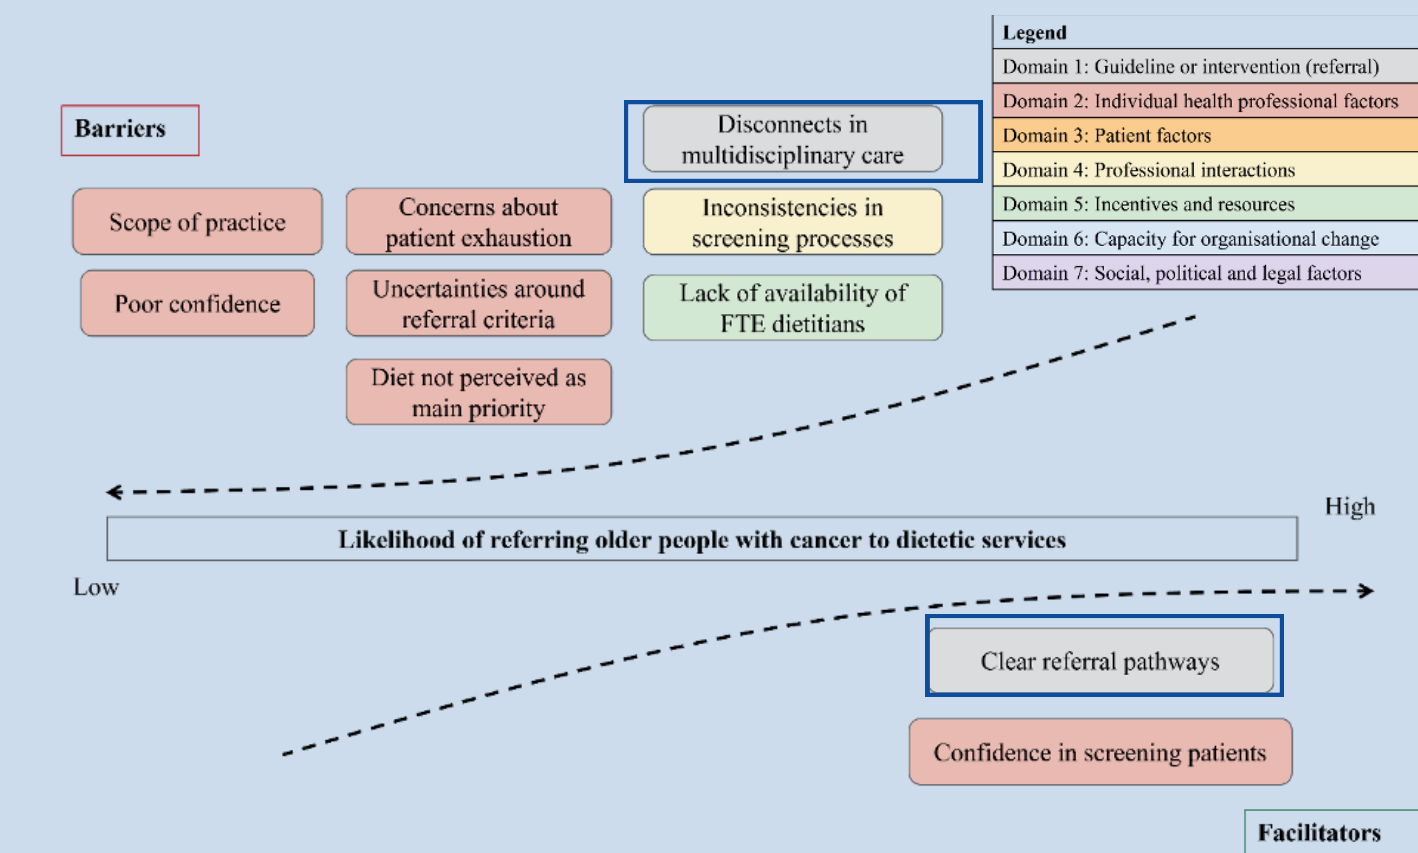 Legend
Domain 1: Guideline or intervention (referral)
Domain 2: Individual health professional factors
Domain 3: Patient factors
Domain 4: Professional interactions
Domain 5: Incentives and resources
Domain 6: Capacity for organisational change
Domain 7: Social, political and legal factors
Barriers
Disconnects in
multidisciplinary care
Scope of practice
Concerns about
patient exhaustion
Inconsistencies in
screening processes
Poor confidence
Uncertainties around
referral criteria
Lack of availability of
FTE dietitians
Diet not perceived as
main priority
High
Likelihood of referring older people with cancer to dietetic services
Low
Clear referral pathways
Confidence in screening patients
Facilitators